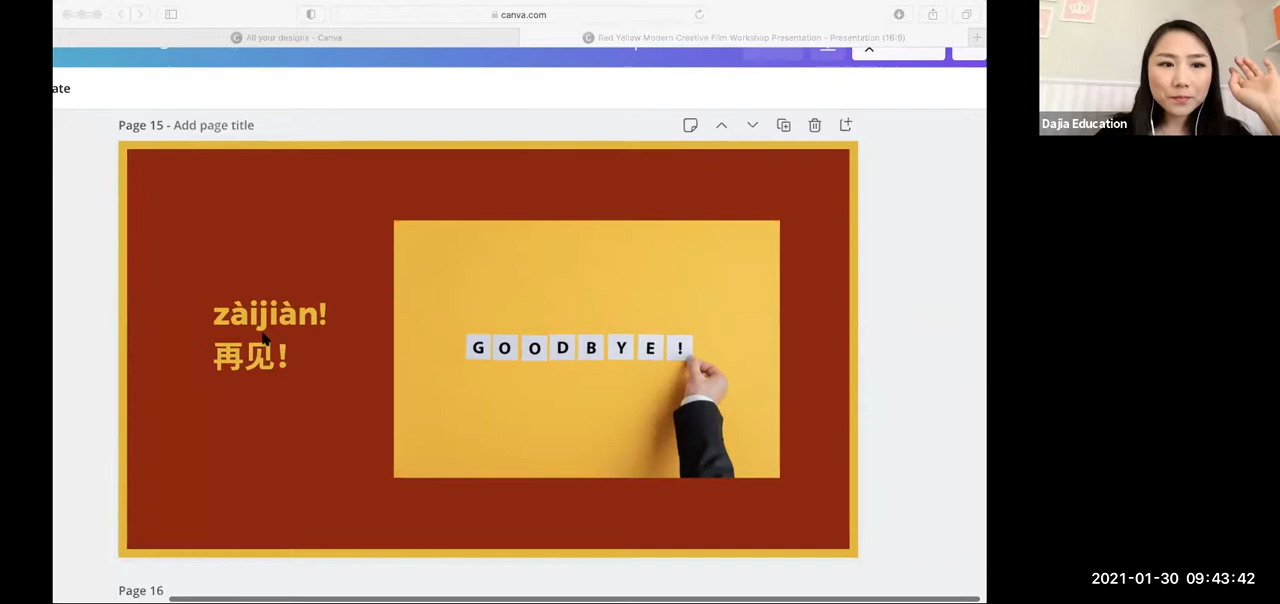 canva.com
All your designs - Canva
Red Yellow Modern Creative Film Workshop Presentation - Presentation (16:9)
ate
Page 15 - Add page title
zàijiàn!
再见!
GOODBYE!
Page 16
Dajia Education
2021-01-30 09:43:42